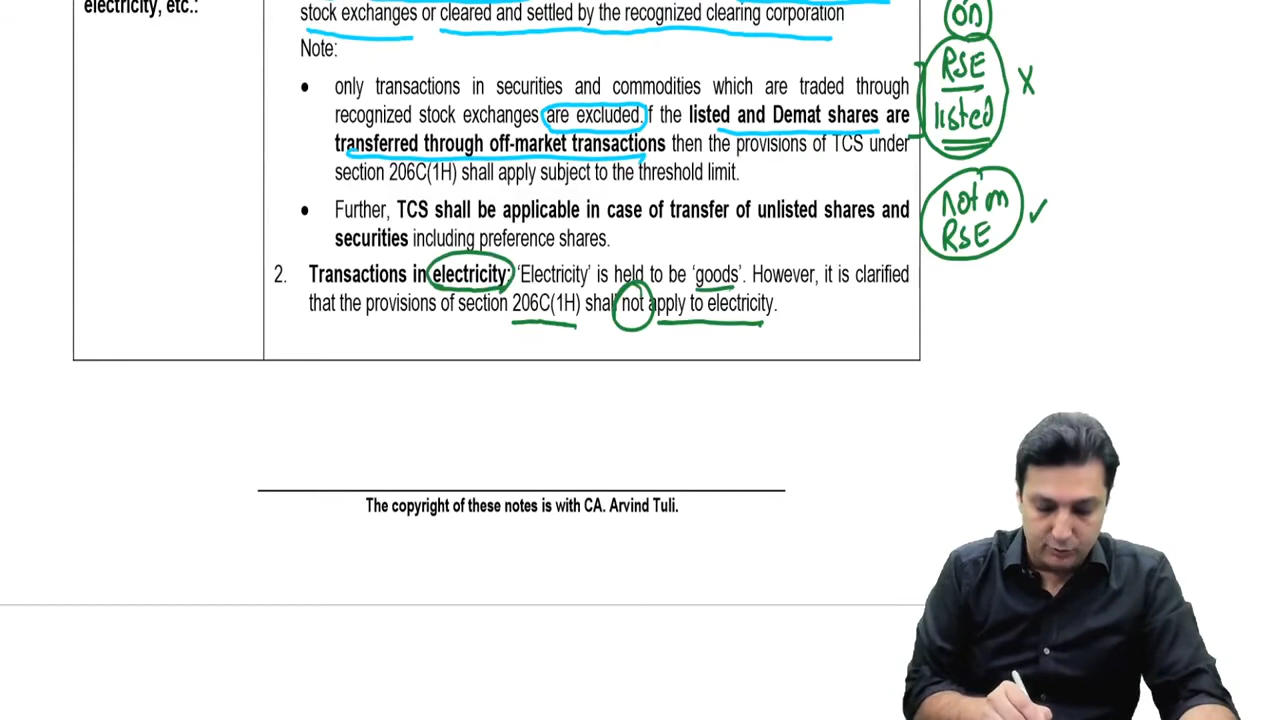 electricity, etc.:
stock exchanges or cleared and settled by the recognized clearing corporation
Note:
• only transactions in securities and commodities which are traded through
recognized stock exchanges are excluded. If the listed and Demat shares are
transferred through off-market transactions then the provisions of TCS under
section 206C(1H) shall apply subject to the threshold limit.
• Further, TCS shall be applicable in case of transfer of unlisted shares and
securities including preference shares.
2. Transactions in electricity: 'Electricity' is held to be 'goods'. However, it is clarified
that the provisions of section 206C(1H) shall not apply to electricity.
on
RSE
listed
X
not on
RSE
✓
The copyright of these notes is with CA. Arvind Tuli.